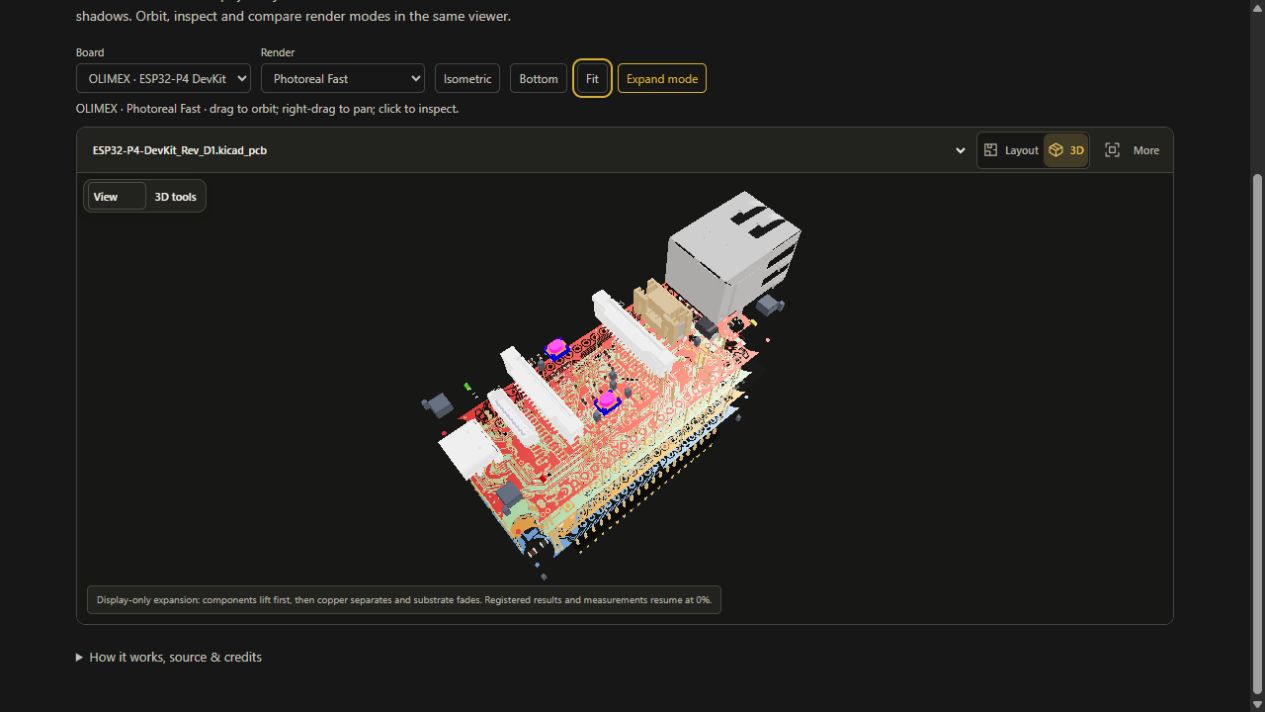 shadows. Orbit, inspect and compare render modes in the same viewer.
Board
Render
OLIMEX · ESP32-P4 DevKit
Photoreal Fast
Isometric
Bottom
Fit
Expand mode
OLIMEX · Photoreal Fast · drag to orbit; right-drag to pan; click to inspect.
ESP32-P4-DevKit_Rev_D1.kicad_pcb
Layout
3D
More
View
3D tools
Display-only expansion: components lift first, then copper separates and substrate fades. Registered results and measurements resume at 0%.
How it works, source & credits